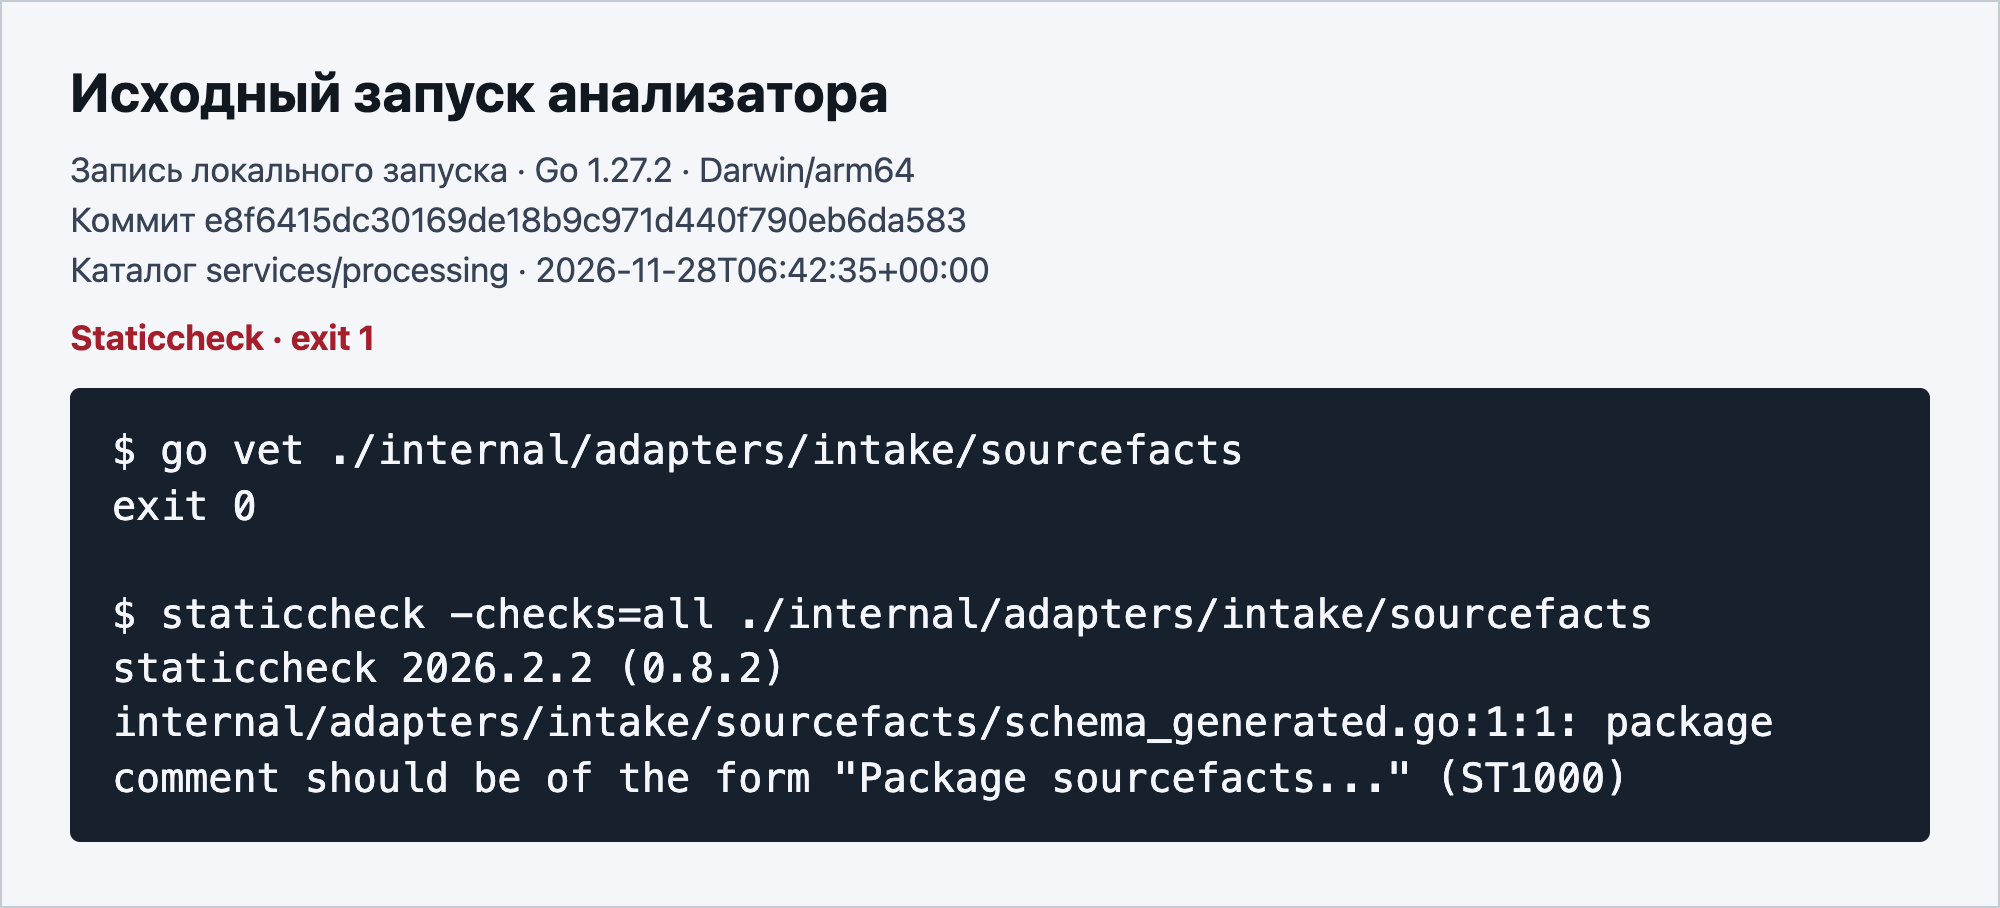 Исходный запуск анализатора
Запись локального запуска · Go 1.27.2 · Darwin/arm64
Коммит e8f6415dc30169de18b9c971d440f790eb6da583
Каталог services/processing · 2026-11-28T06:42:35+00:00
Staticcheck · exit 1
$ go vet ./internal/adapters/intake/sourcefacts
exit 0
$ staticcheck -checks=all ./internal/adapters/intake/sourcefacts
staticcheck 2026.2.2 (0.8.2)
internal/adapters/intake/sourcefacts/schema_generated.go:1:1: package
comment should be of the form "Package sourcefacts..." (ST1000)